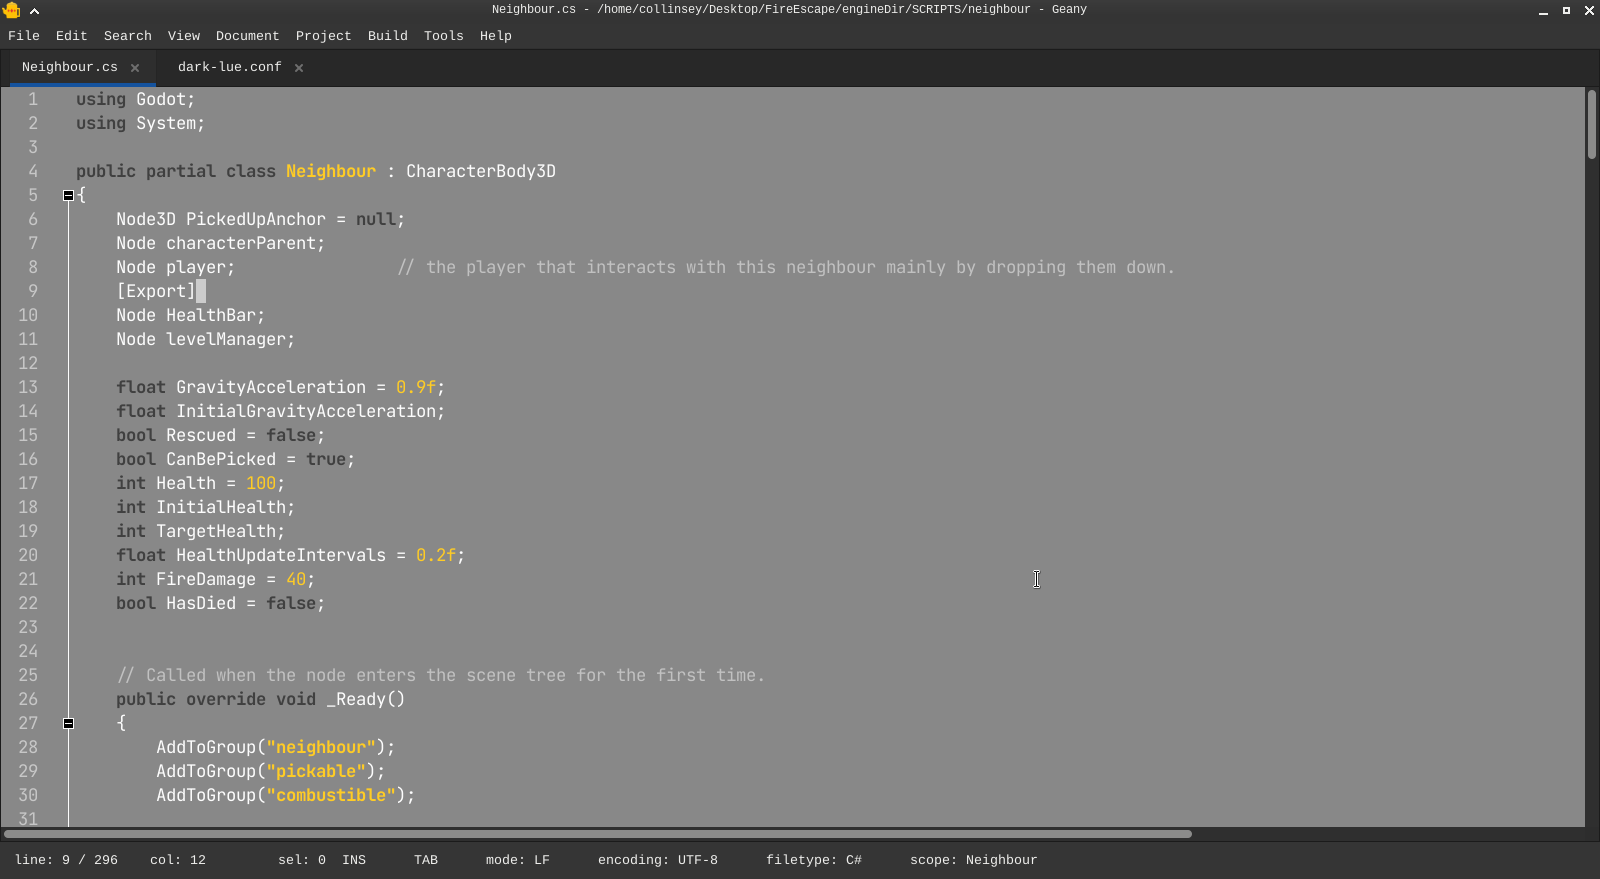 Neighbour.cs - /home/collinsey/Desktop/FireEscape/engineDir/SCRIPTS/neighbour - Geany
File Edit Search View Document Project Build Tools Help
Neighbour.cs × dark-lue.conf ×
1 using Godot;
2 using System;
3
4 public partial class Neighbour : CharacterBody3D
5 {
6 Node3D PickedUpAnchor = null;
7 Node characterParent;
8 Node player; // the player that interacts with this neighbour mainly by dropping them down.
9 [Export]
10 Node HealthBar;
11 Node levelManager;
12
13 float GravityAcceleration = 0.9f;
14 float InitialGravityAcceleration;
15 bool Rescued = false;
16 bool CanBePicked = true;
17 int Health = 100;
18 int InitialHealth;
19 int TargetHealth;
20 float HealthUpdateIntervals = 0.2f;
21 int FireDamage = 40;
22 bool HasDied = false;
23
24
25 // Called when the node enters the scene tree for the first time.
26 public override void _Ready()
27 {
28 AddToGroup("neighbour");
29 AddToGroup("pickable");
30 AddToGroup("combustible");
31
line: 9 / 296 col: 12 sel: 0 INS TAB mode: LF encoding: UTF-8 filetype: C# scope: Neighbour